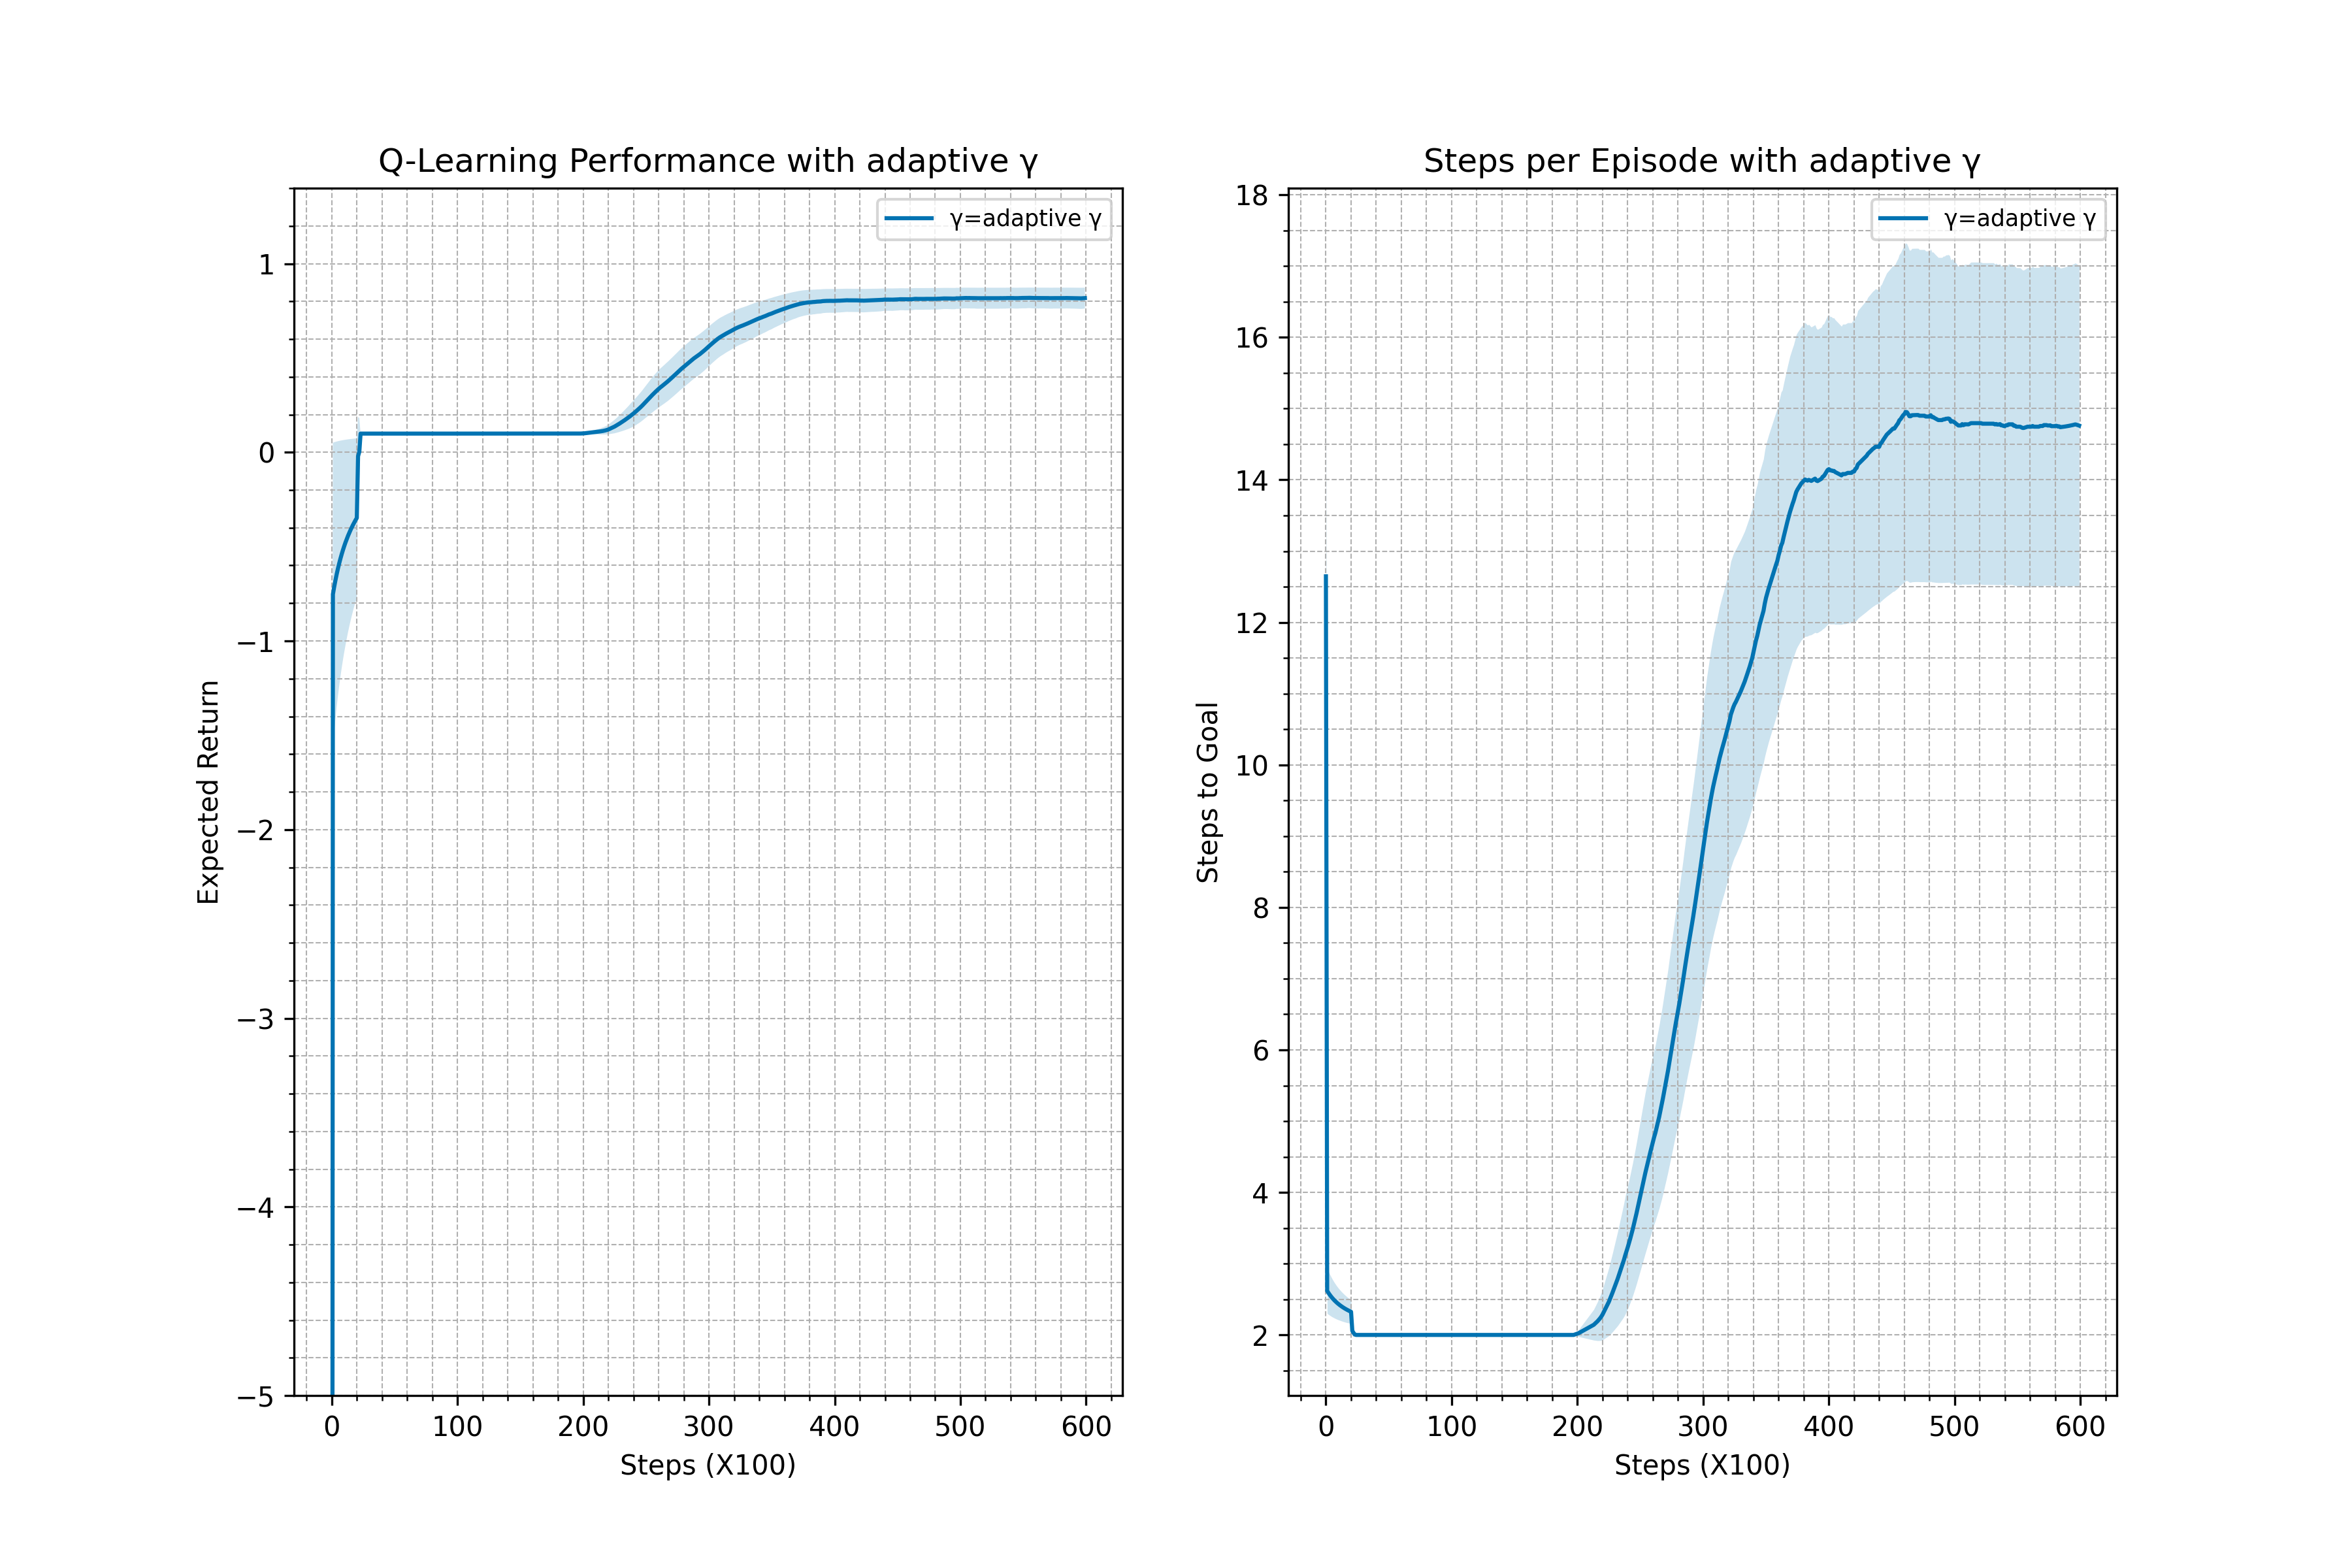 Q-Learning Performance with adaptive γ
γ=adaptive γ
1
0
−1
−2
−3
−4
−5
Expected Return
0 100 200 300 400 500 600
Steps (X100)
Steps per Episode with adaptive γ
γ=adaptive γ
18
16
14
12
10
8
6
4
2
Steps to Goal
0 100 200 300 400 500 600
Steps (X100)